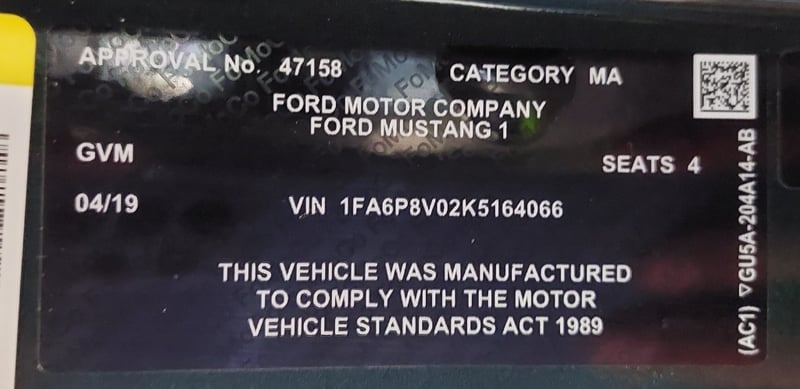 APPROVAL No. 47158 CATEGORY MA
FORD MOTOR COMPANY
FORD MUSTANG 1
GVM
SEATS 4
04/19 VIN 1FA6P8V02K5164066
THIS VEHICLE WAS MANUFACTURED
TO COMPLY WITH THE MOTOR
VEHICLE STANDARDS ACT 1989
(AC1) ▽GU5A-204A14-AB